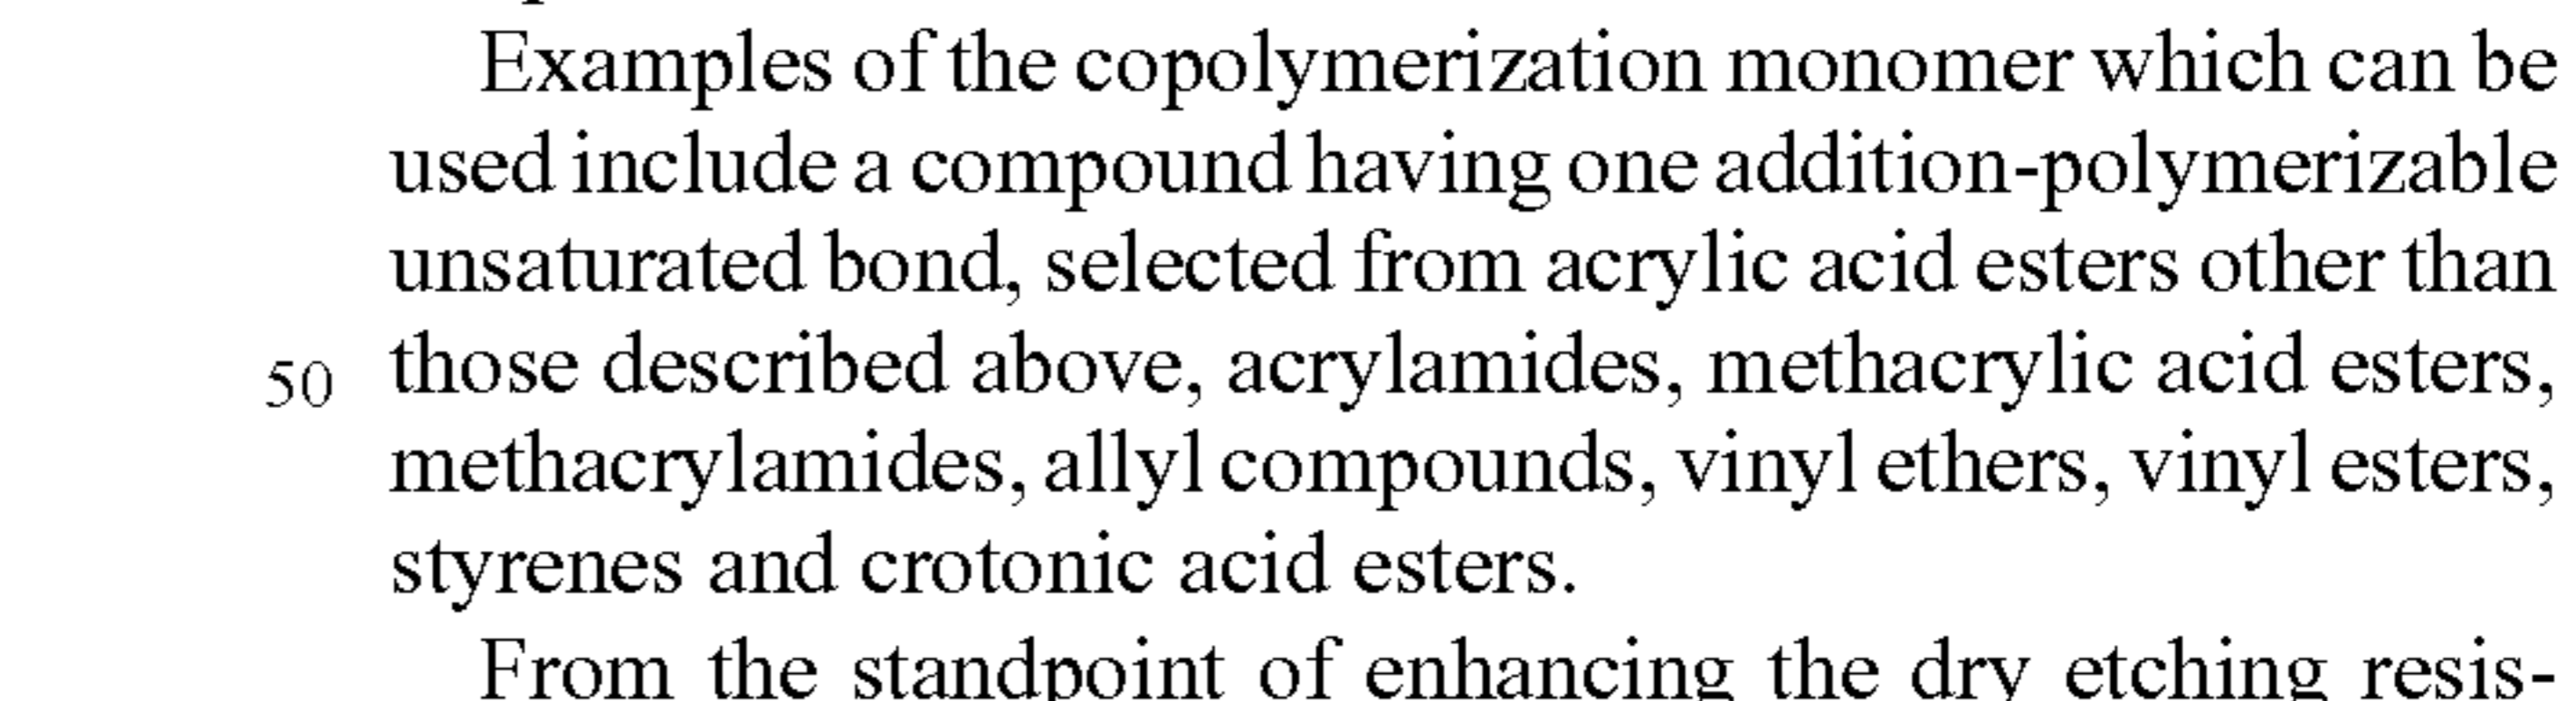 Examples of the copolymerization monomer which can be
used include a compound having one addition-polymerizable
unsaturated bond, selected from acrylic acid esters other than
50 those described above, acrylamides, methacrylic acid esters,
methacrylamides, allyl compounds, vinyl ethers, vinyl esters,
styrenes and crotonic acid esters.
From the standpoint of enhancing the dry etching resis-